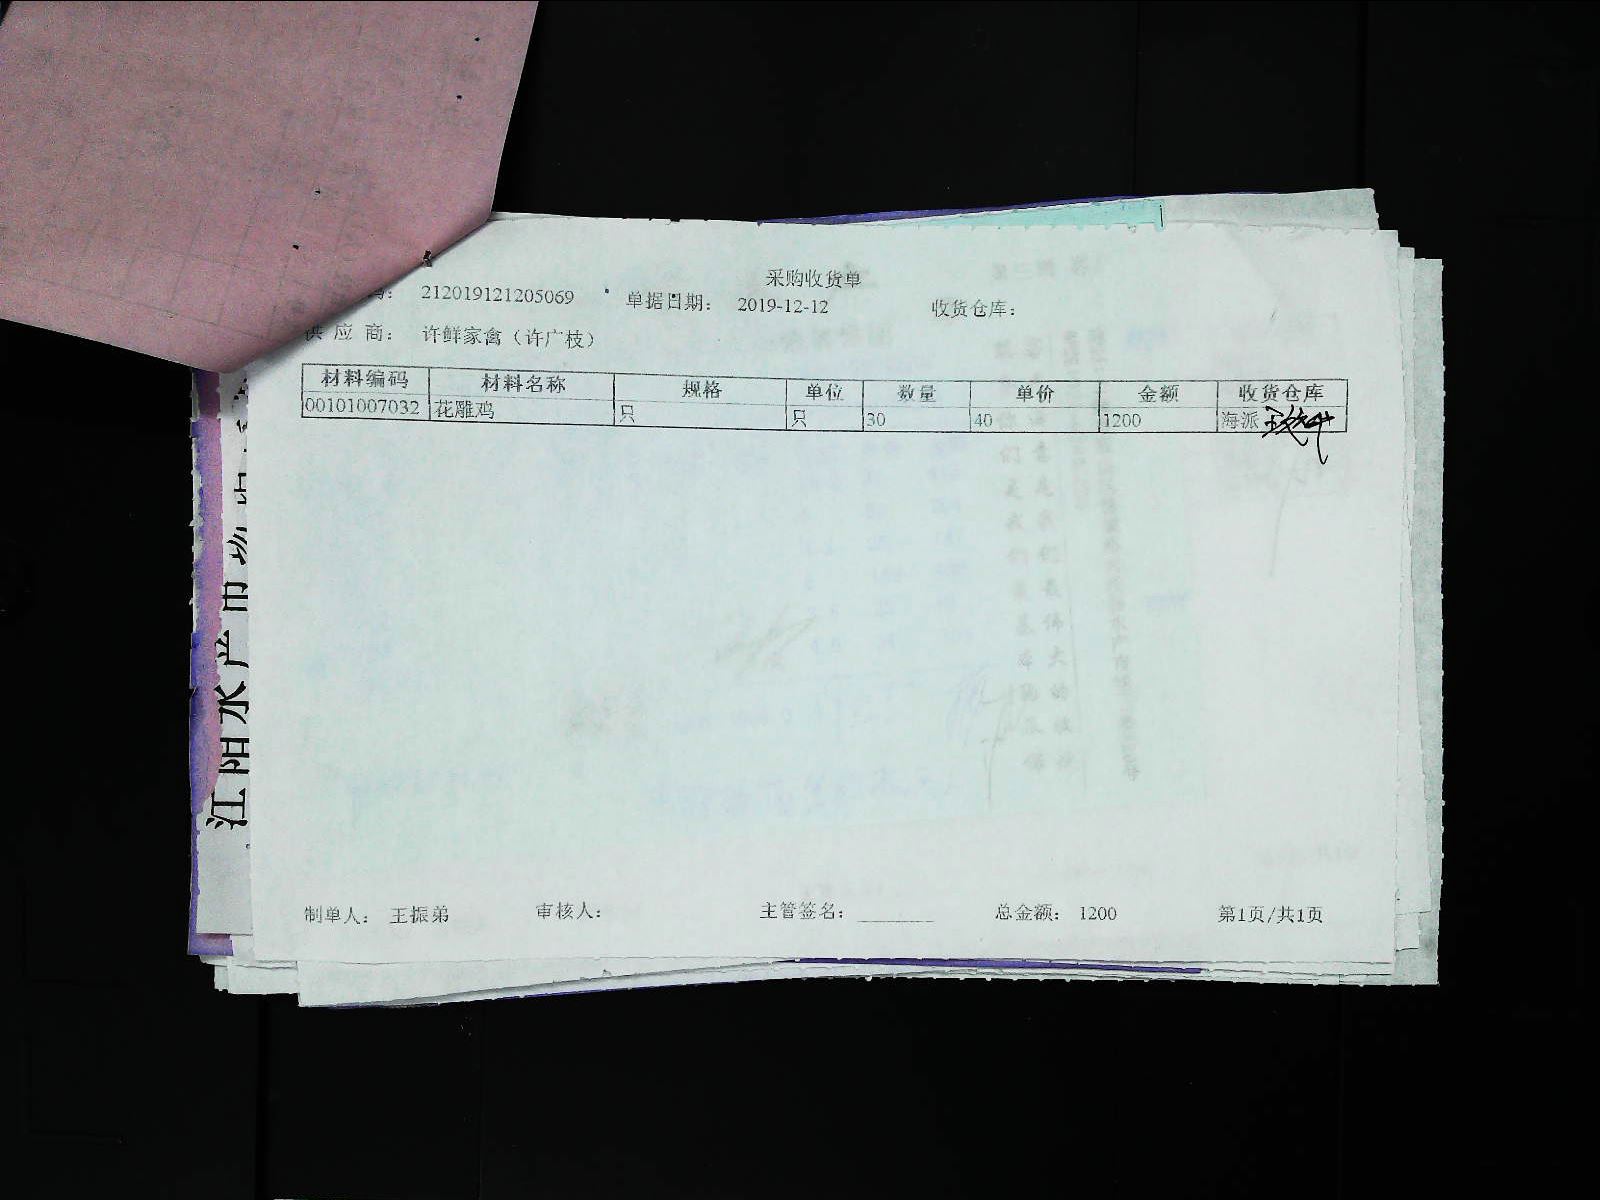 采购收货单
212019121205069 单据日期： 2019-12-12 收货仓库：
供 应 商： 许鲜家禽（许广枝）
材料编码 材料名称 规格 单位 数量 单价 金额 收货仓库
00101007032 花雕鸡 只 只 30 40 1200 海派
制单人： 王振弟 审核人： 主管签名： 总金额： 1200 第1页/共1页
江阳水产市场